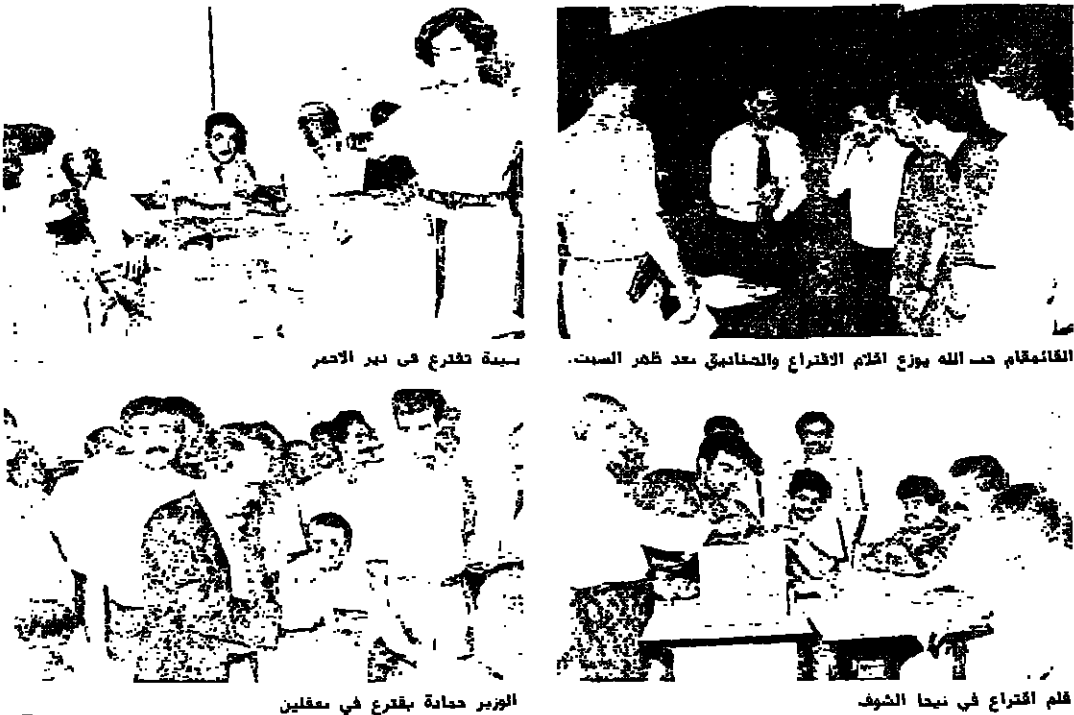 القائمقام حب الله يوزع اقلام الاقتراع والصناديق بعد ظهر السبت.
تقترع في دير الاحمر
قلم اقتراع في نيحا الشوف
الوزير حمادة يقترع في بعقلين